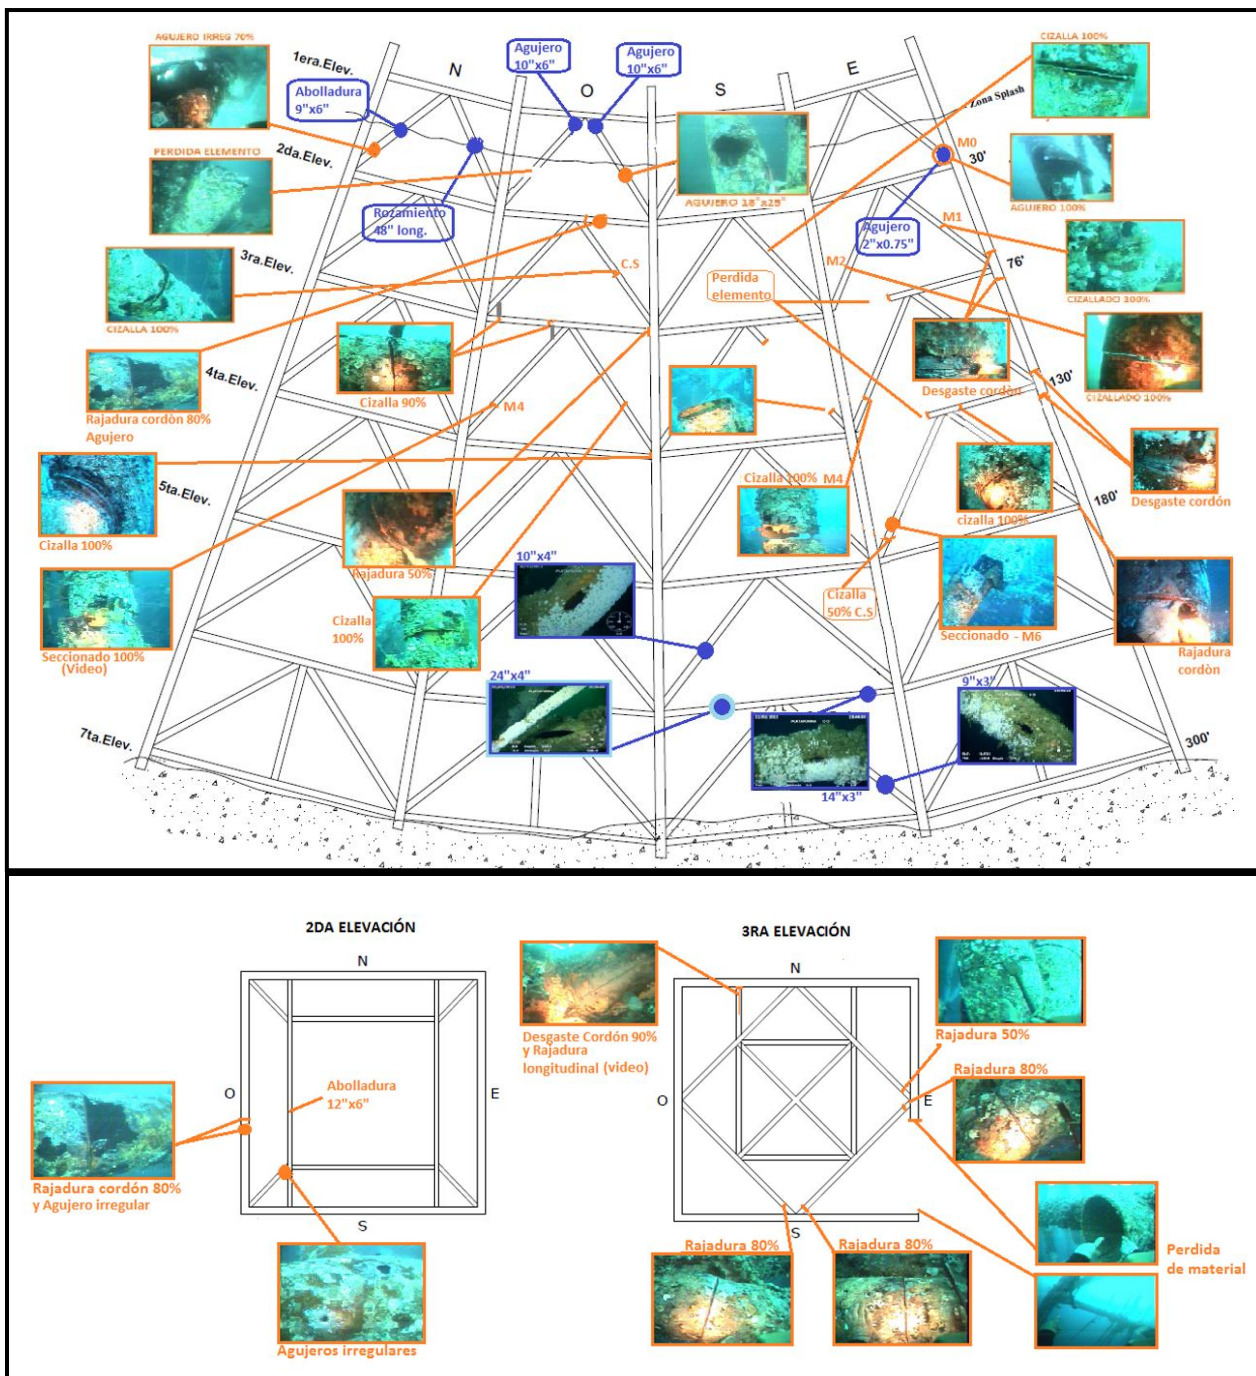 AGUJERO IRREG 70%
1era.Elev.
N
Agujero
10"x6"
Agujero
10"x6"
CIZALLA 100%
E
O
S
Abolladura
9"x6"
Zona Splash
2da.Elev.
M0
30'
PERDIDA ELEMENTO
AGUJERO 18"x25"
AGUJERO 100%
Rozamiento
48" long.
Agujero
2"x0.75"
M1
3ra.Elev.
C.S
M2
76'
Perdida
elemento
CIZALLADO 100%
CIZALLA 100%
4ta.Elev.
Desgaste cordòn
130'
Cizalla 90%
CIZALLADO 100%
M4
Rajadura cordòn 80%
Agujero
5ta.Elev.
Cizalla 100%
M4
180'
Desgaste cordón
cizalla 100%
Cizalla 100%
10"x4"
Rajadura 50%
Cizalla
50% C.S
Cizalla
100%
Seccionado - M6
Seccionado 100%
(Video)
Rajadura
cordòn
24"x4"
9"x3"
7ta.Elev.
300'
14"x3"
2DA ELEVACIÓN
3RA ELEVACIÓN
N
N
Desgaste Cordón 90%
y Rajadura
longitudinal (video)
Rajadura 50%
Rajadura 80%
O
Abolladura
12"x6"
E
O
E
Rajadura cordón 80%
y Agujero irregular
S
S
Rajadura 80%
Rajadura 80%
Perdida
de material
Agujeros irregulares